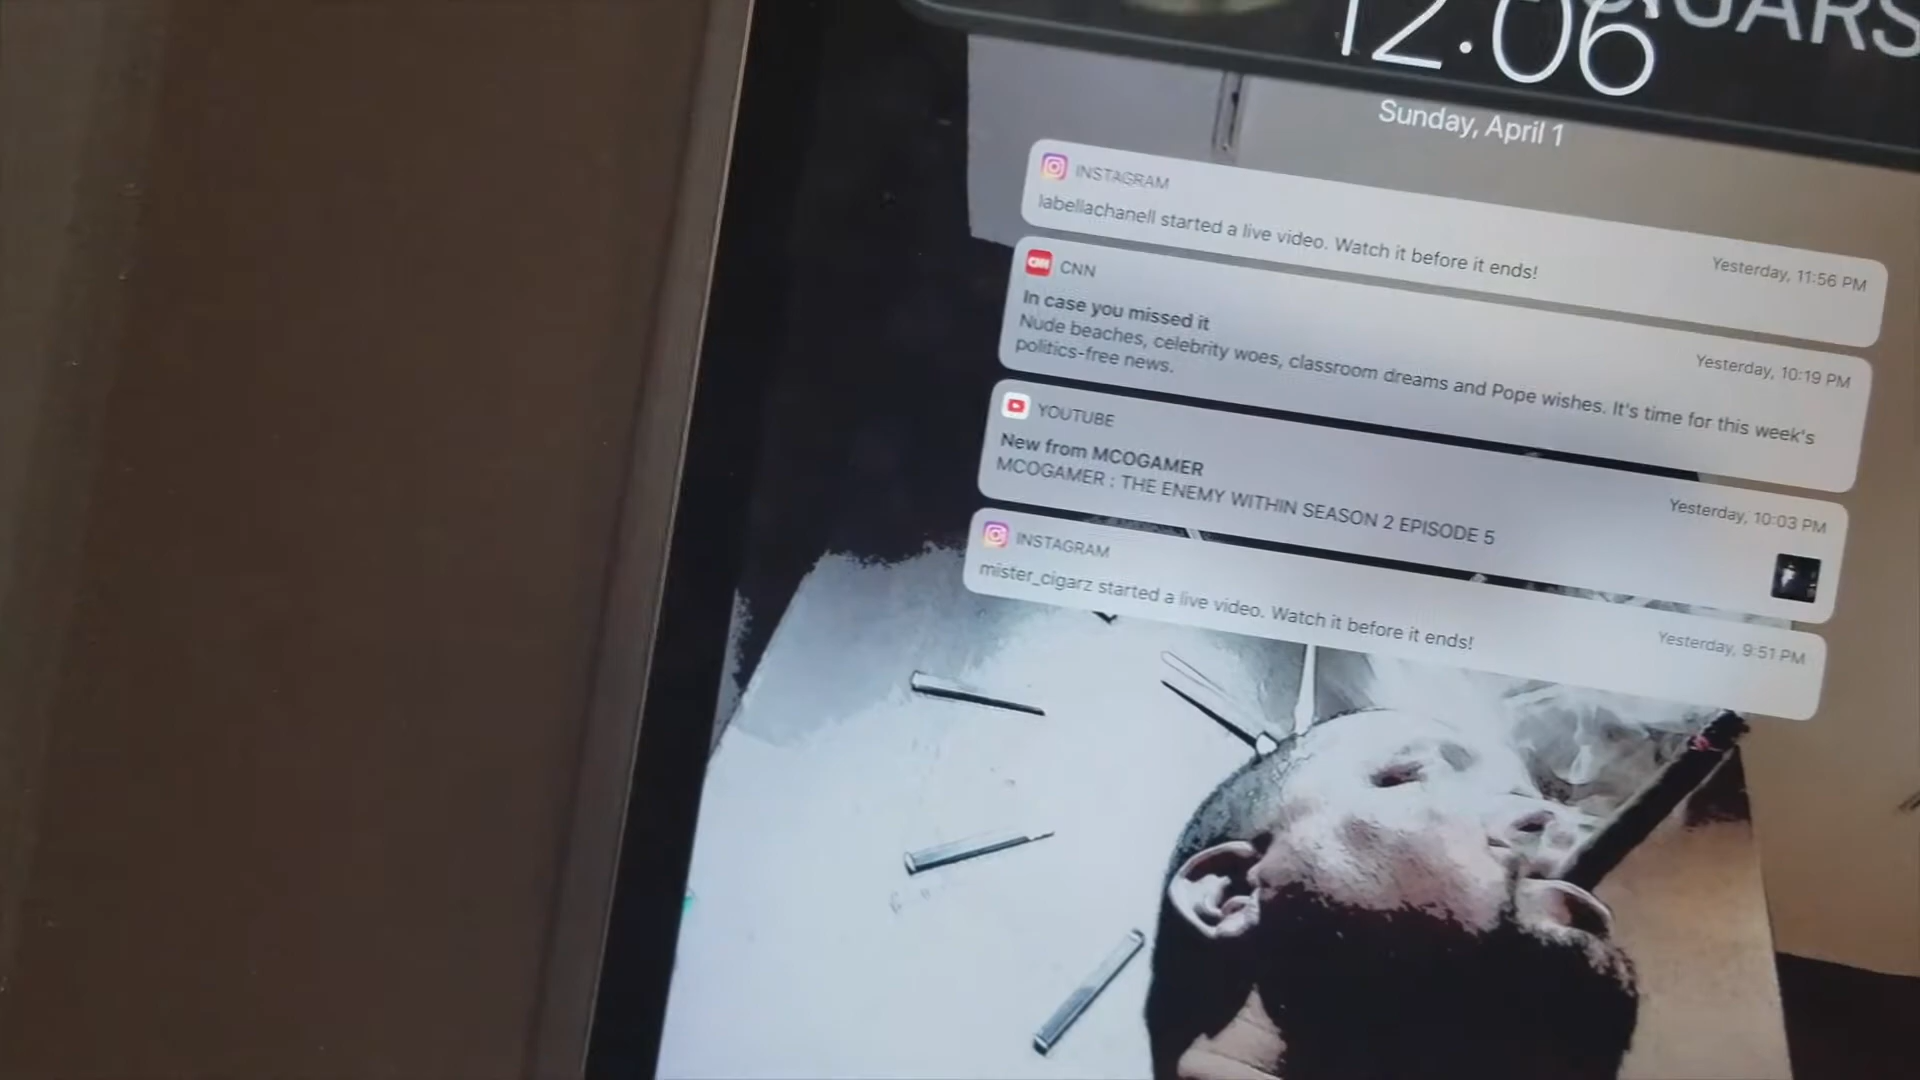 12:06
Sunday, April 1
INSTAGRAM
Yesterday, 11:56 PM
labellachanell started a live video. Watch it before it ends!
CNN
CNN
Yesterday, 10:19 PM
In case you missed it
Nude beaches, celebrity woes, classroom dreams and Pope wishes. It's time for this week's
politics-free news.
YOUTUBE
Yesterday, 10:03 PM
New from MCOGAMER
MCOGAMER : THE ENEMY WITHIN SEASON 2 EPISODE 5
INSTAGRAM
Yesterday, 9:51 PM
mister_cigarz started a live video. Watch it before it ends!